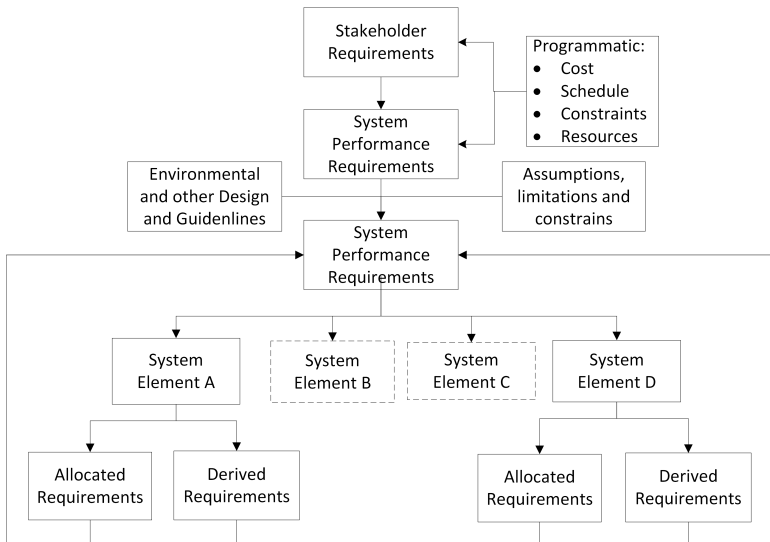 Stakeholder
Requirements
Programmatic:
● Cost
● Schedule
● Constraints
● Resources
System
Performance
Requirements
Environmental
and other Design
and Guidenlines
Assumptions,
limitations and
constrains
System
Performance
Requirements
System
Element A
System
Element B
System
Element C
System
Element D
Allocated
Requirements
Derived
Requirements
Allocated
Requirements
Derived
Requirements